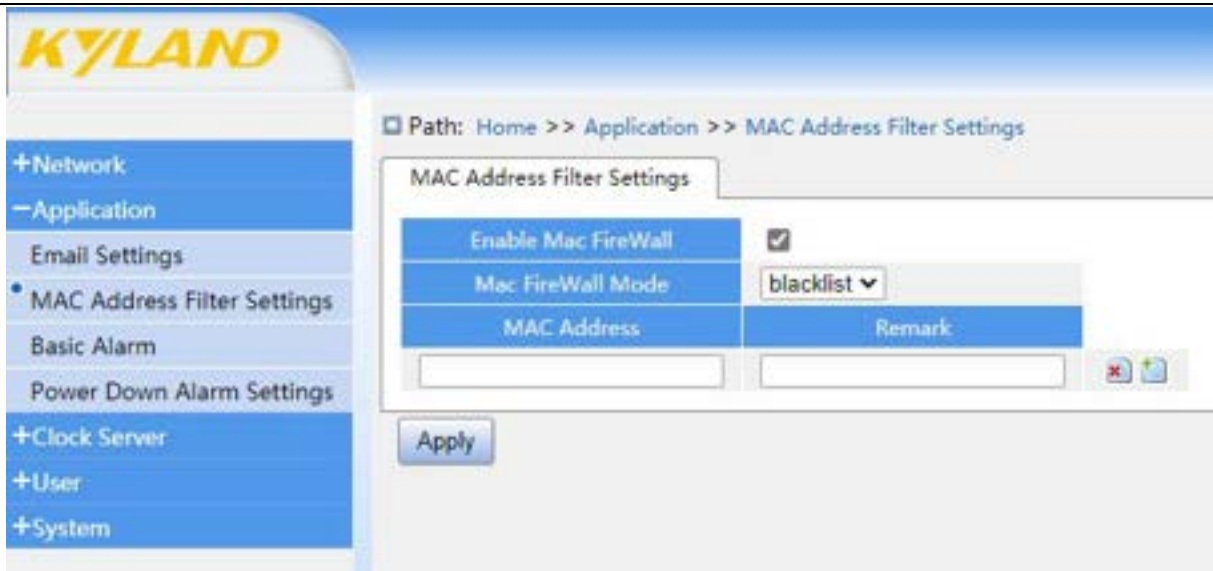 KYLAND
Path: Home >> Application >> MAC Address Filter Settings
+Network
−Application
Email Settings
MAC Address Filter Settings
Basic Alarm
Power Down Alarm Settings
+Clock Server
+User
+System
MAC Address Filter Settings
Enable Mac FireWall
Mac FireWall Mode blacklist
MAC Address Remark
Apply